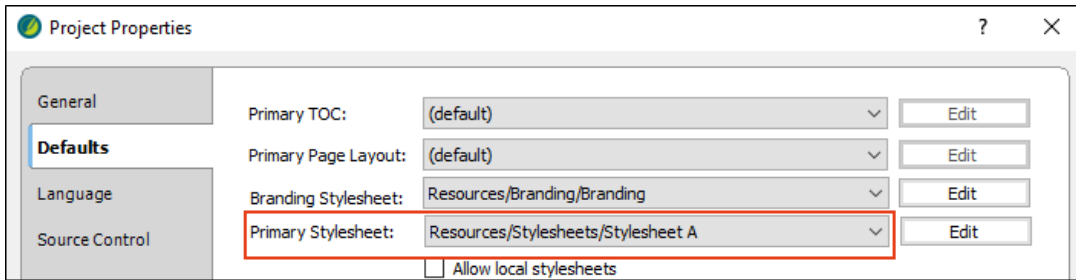 Project Properties
?
General
Primary TOC: (default) Edit
Defaults
Primary Page Layout: (default) Edit
Language
Branding Stylesheet: Resources/Branding/Branding Edit
Source Control
Primary Stylesheet: Resources/Stylesheets/Stylesheet A Edit
Allow local stylesheets